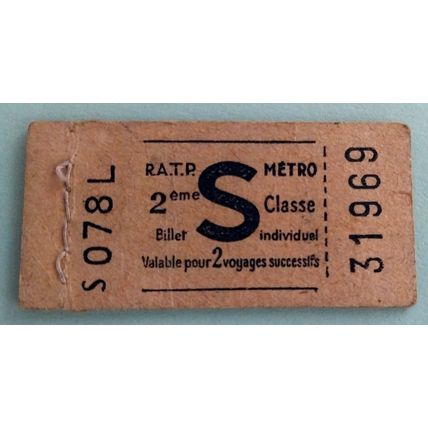 S078L
R.A.T.P. MÉTRO
2ème S Classe
Billet individuel
Valable pour 2 voyages successifs
31969